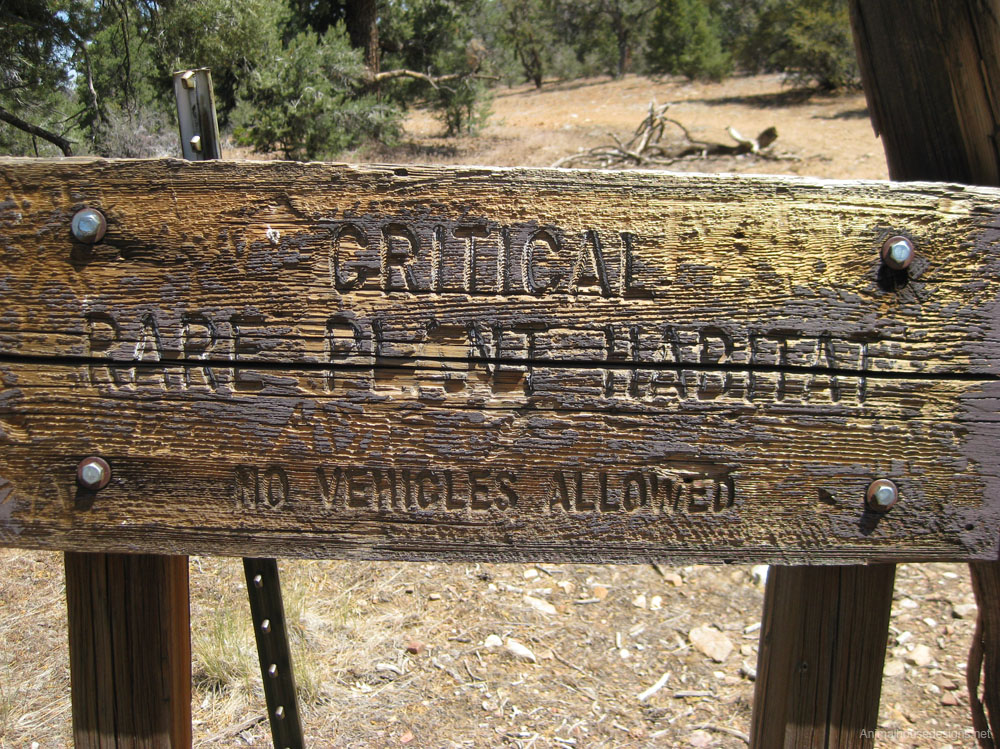 CRITICAL
RARE PLANT HABITAT
NO VEHICLES ALLOWED